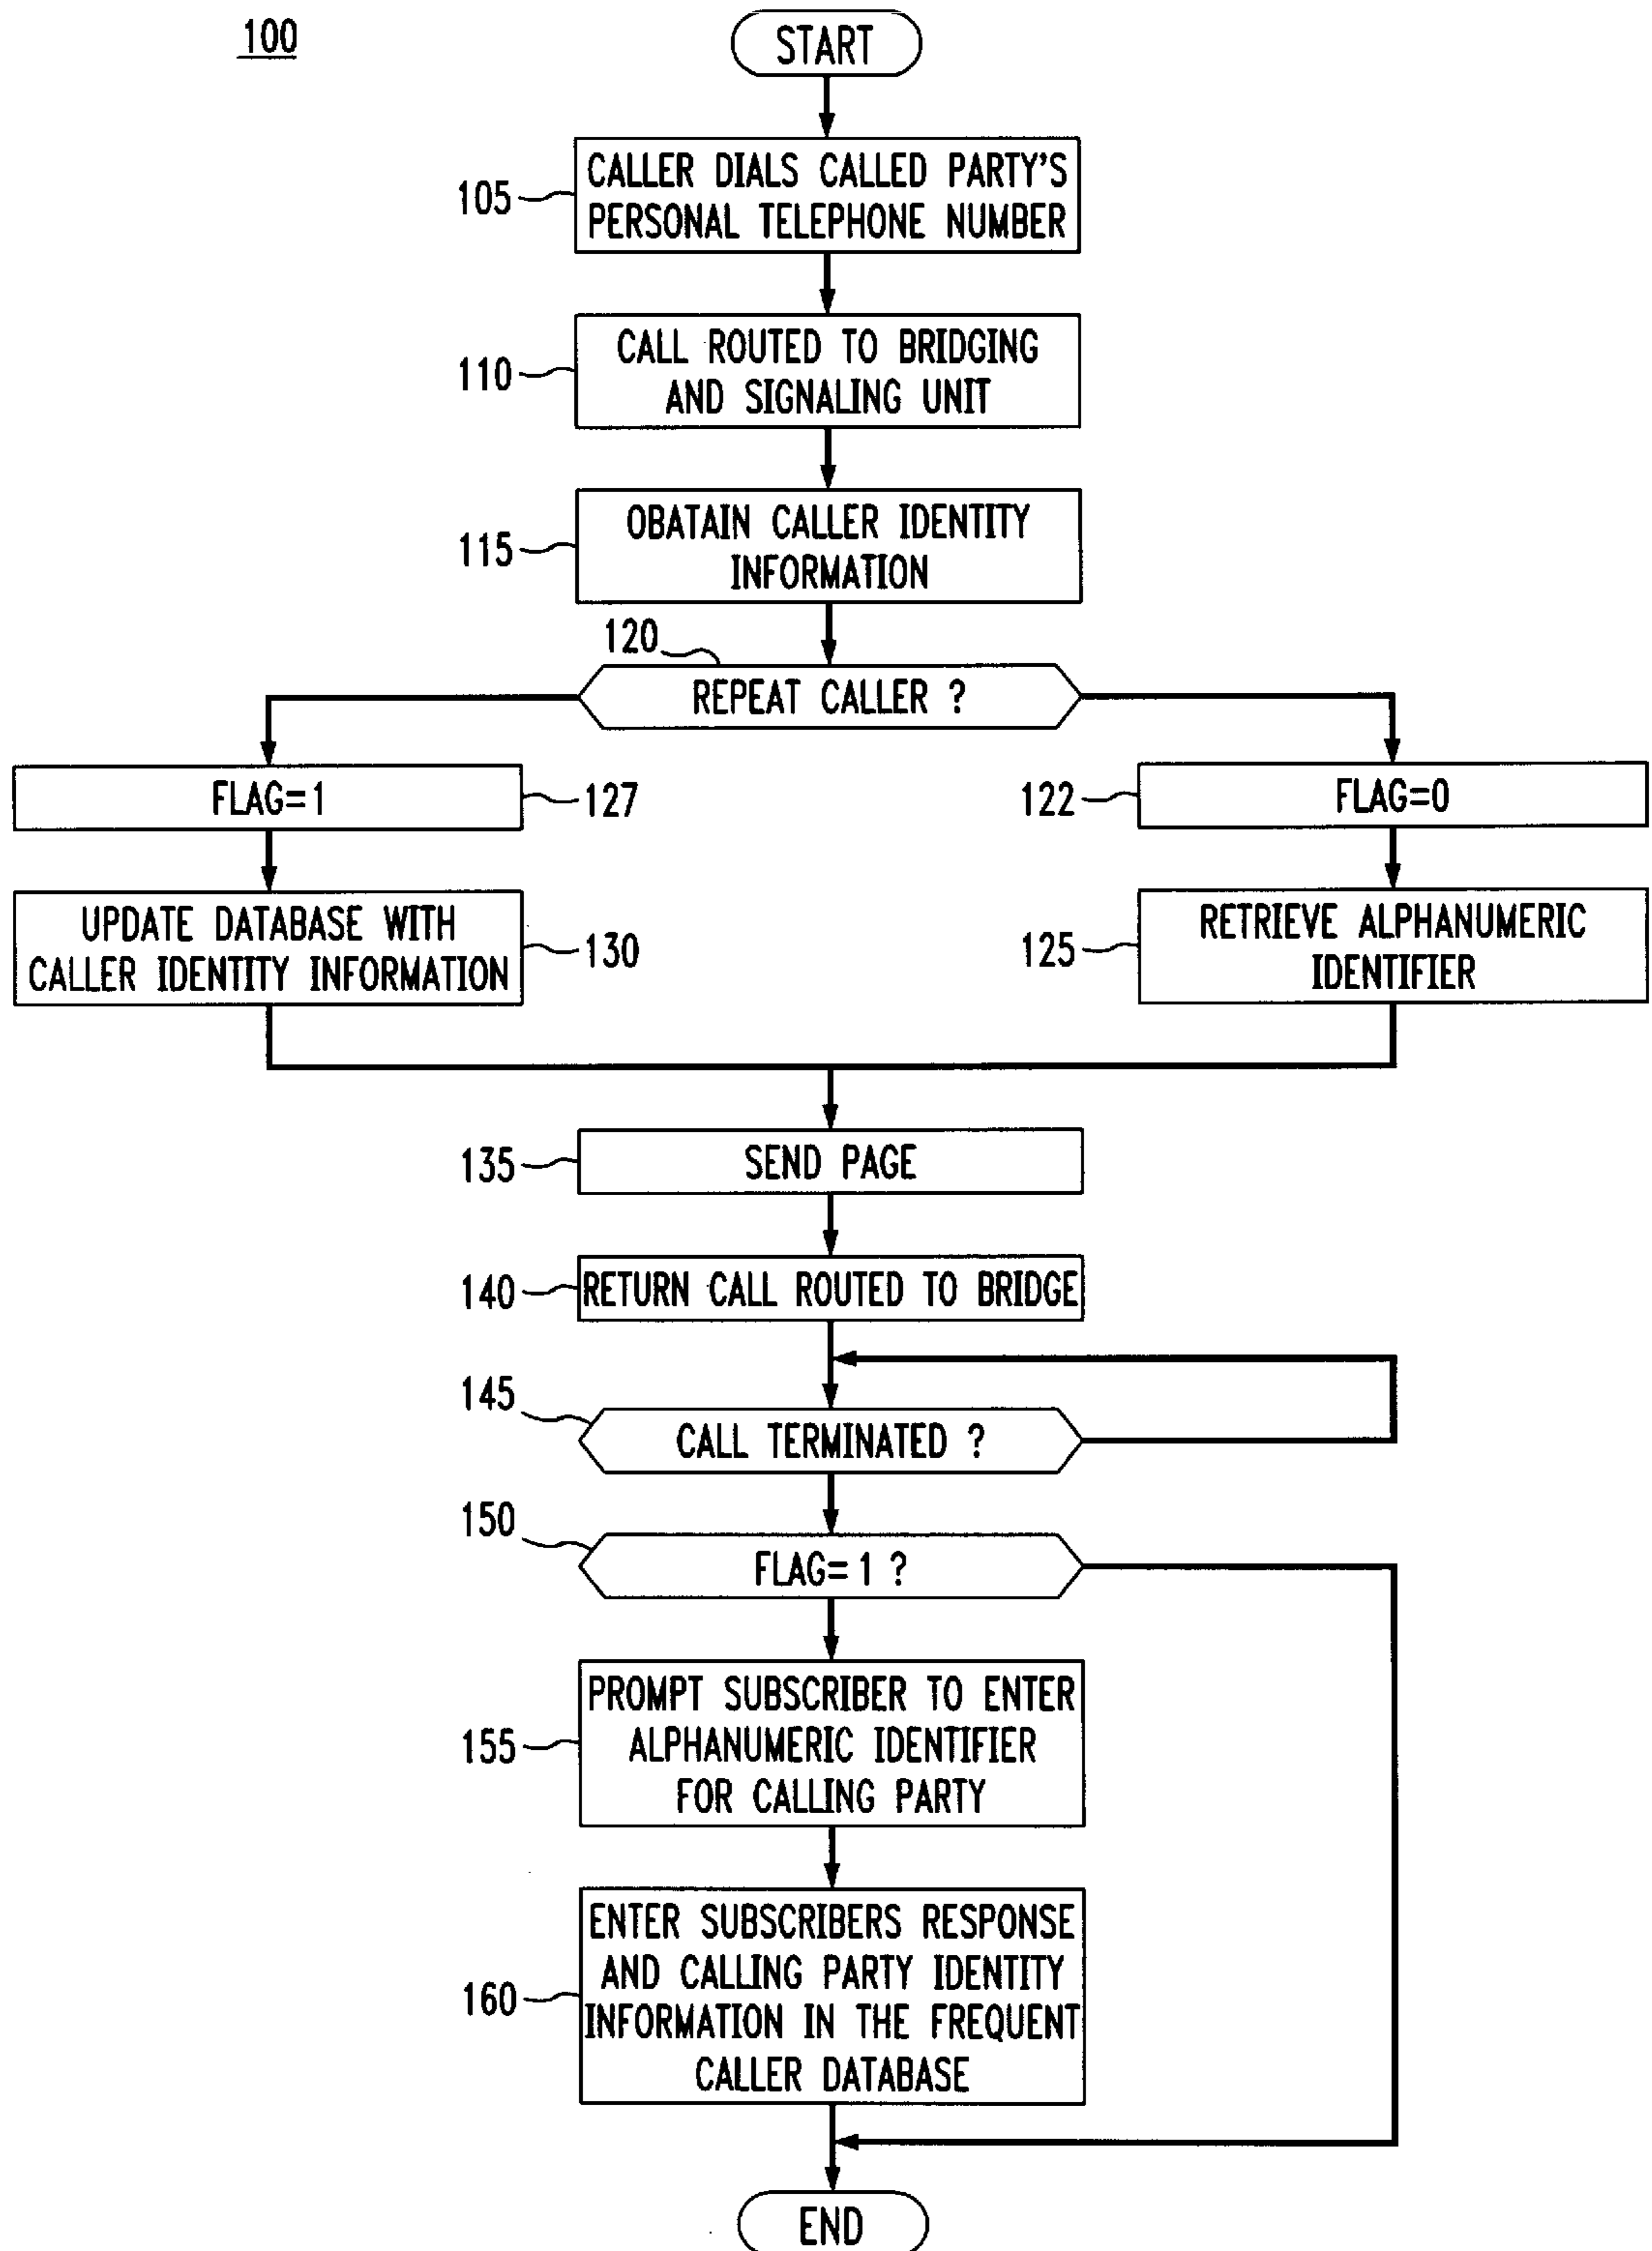 100
START
105
CALLER DIALS CALLED PARTY'S
PERSONAL TELEPHONE NUMBER
110
CALL ROUTED TO BRIDGING
AND SIGNALING UNIT
115
OBATAIN CALLER IDENTITY
INFORMATION
120
REPEAT CALLER ?
FLAG=1
127
122
FLAG=0
UPDATE DATABASE WITH
CALLER IDENTITY INFORMATION
130
125
RETRIEVE ALPHANUMERIC
IDENTIFIER
135
SEND PAGE
140
RETURN CALL ROUTED TO BRIDGE
145
CALL TERMINATED ?
150
FLAG= 1 ?
155
PROMPT SUBSCRIBER TO ENTER
ALPHANUMERIC IDENTIFIER
FOR CALLING PARTY
160
ENTER SUBSCRIBERS RESPONSE
AND CALLING PARTY IDENTITY
INFORMATION IN THE FREQUENT
CALLER DATABASE
END